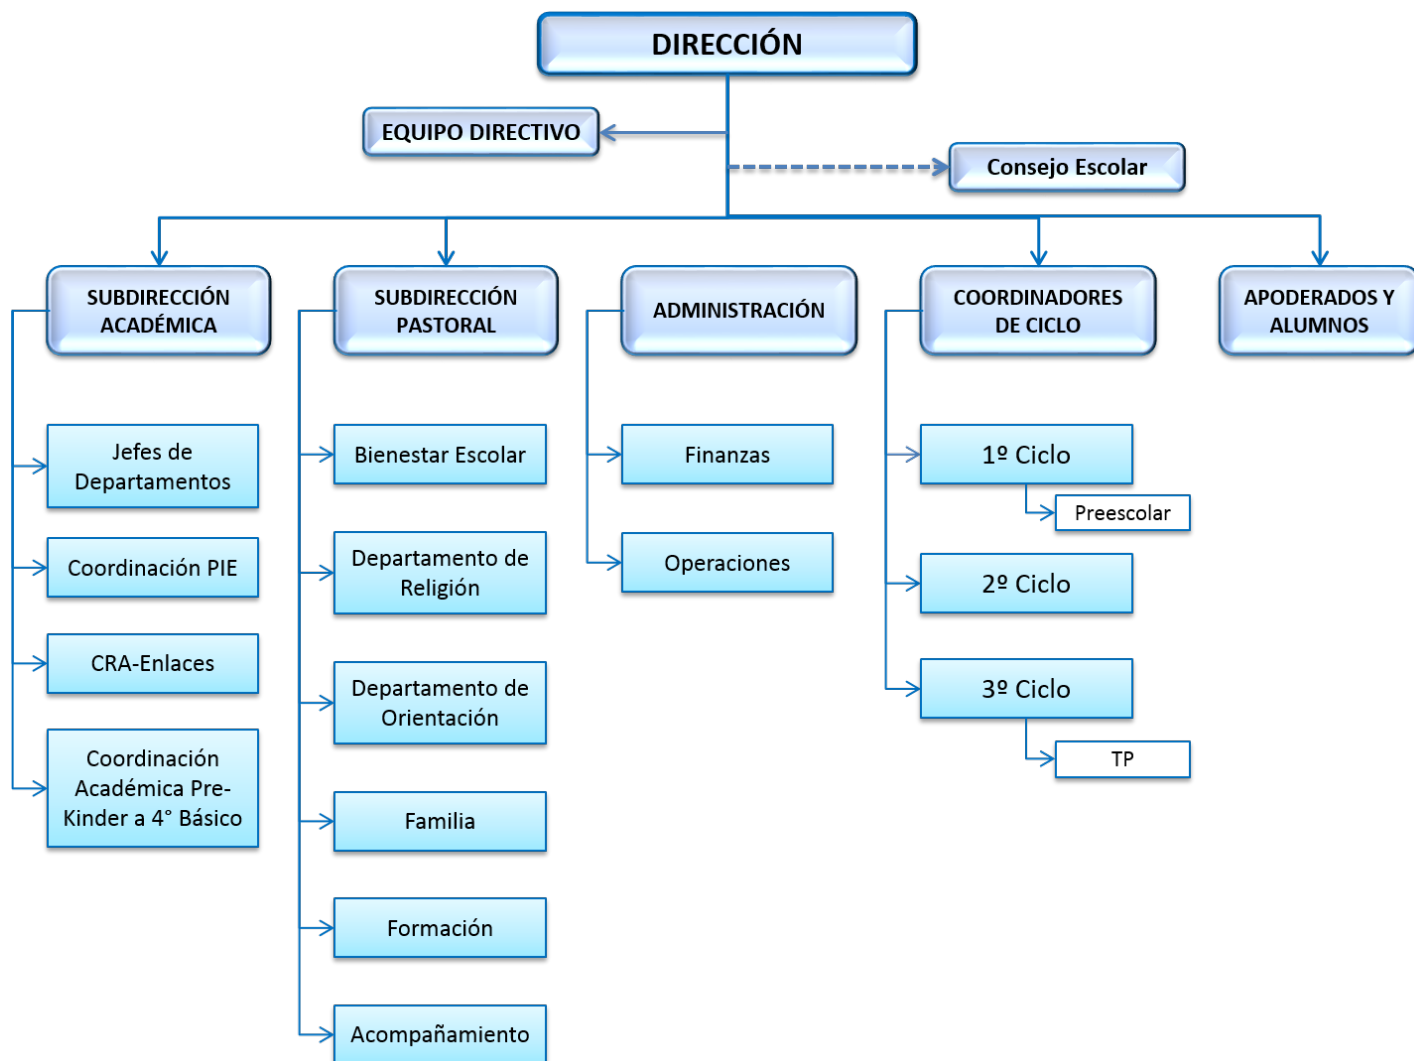 DIRECCIÓN
EQUIPO DIRECTIVO
Consejo Escolar
SUBDIRECCIÓN
ACADÉMICA
SUBDIRECCIÓN
PASTORAL
ADMINISTRACIÓN
COORDINADORES
DE CICLO
APODERADOS Y
ALUMNOS
Jefes de
Departamentos
Coordinación PIE
CRA-Enlaces
Coordinación
Académica Pre-
Kinder a 4° Básico
Bienestar Escolar
Departamento de
Religión
Departamento de
Orientación
Familia
Formación
Acompañamiento
Finanzas
Operaciones
1º Ciclo
Preescolar
2º Ciclo
3º Ciclo
TP